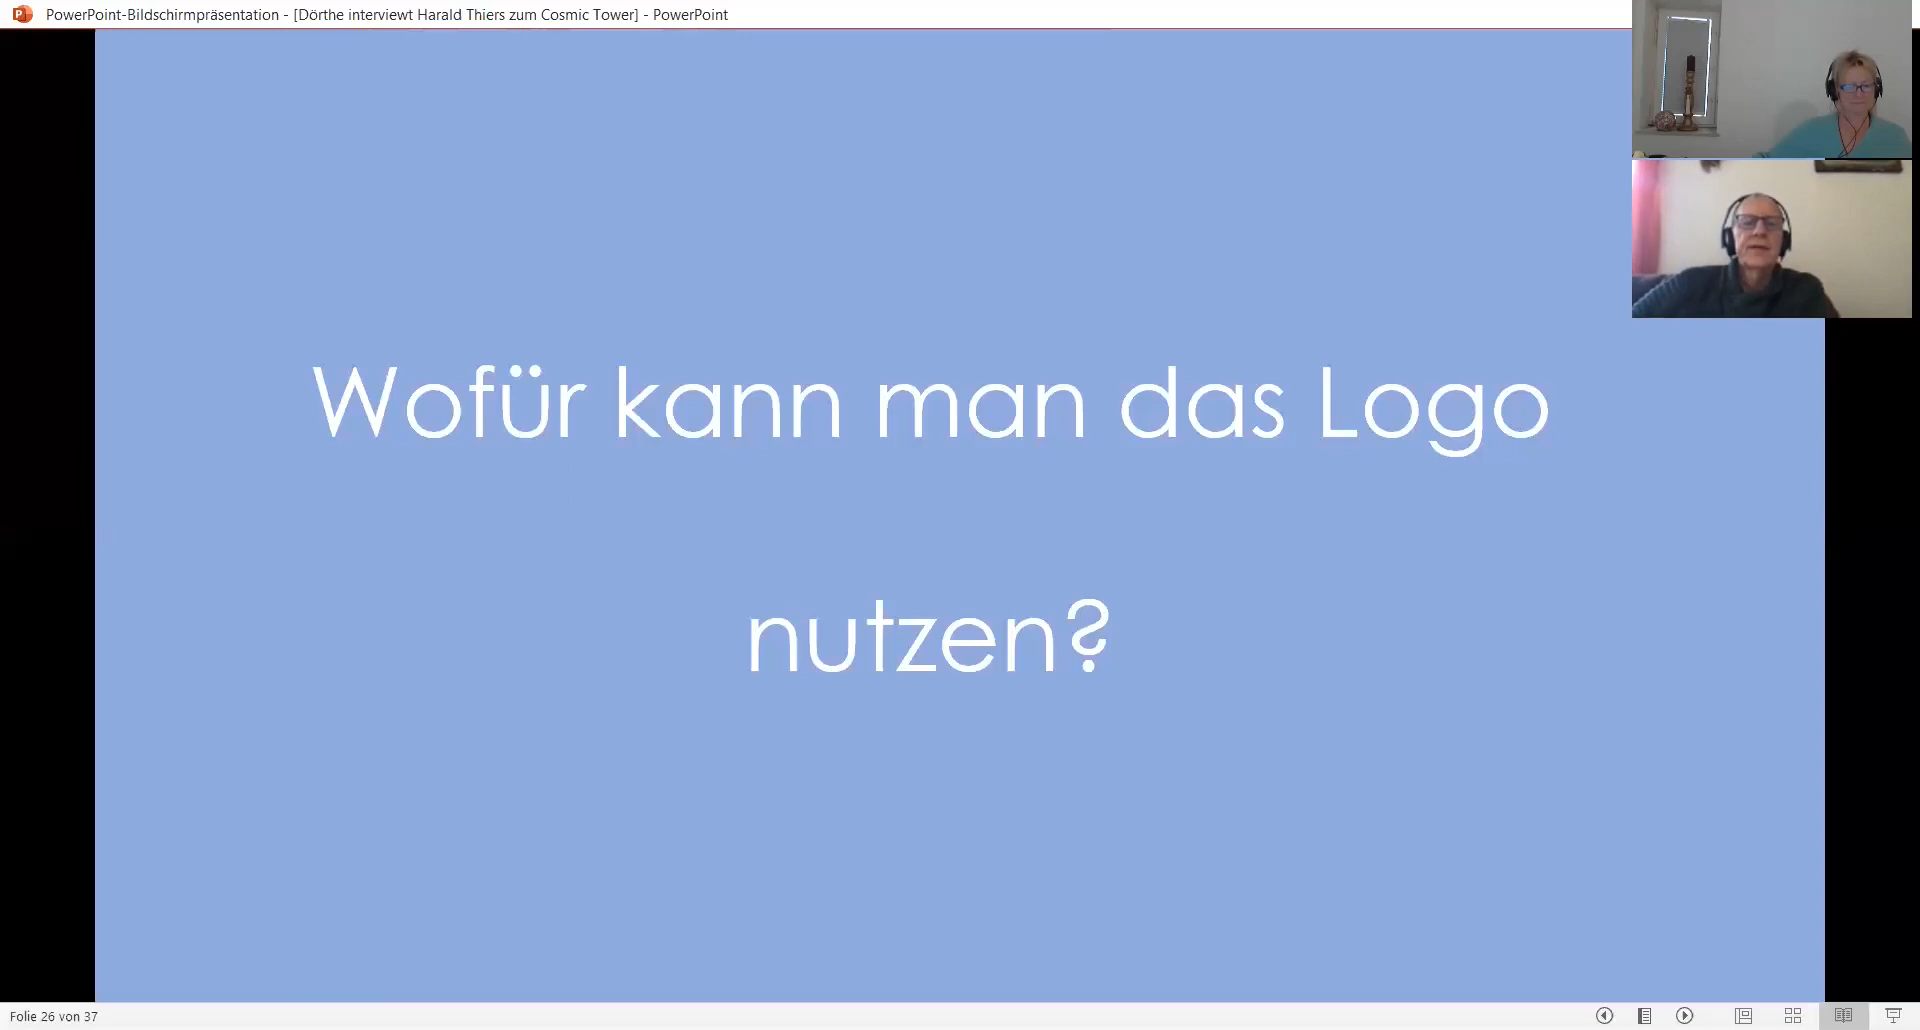 PowerPoint-Bildschirmpräsentation - [Dörthe interviewt Harald Thiers zum Cosmic Tower] - PowerPoint
Wofür kann man das Logo
nutzen?
Folie 26 von 37